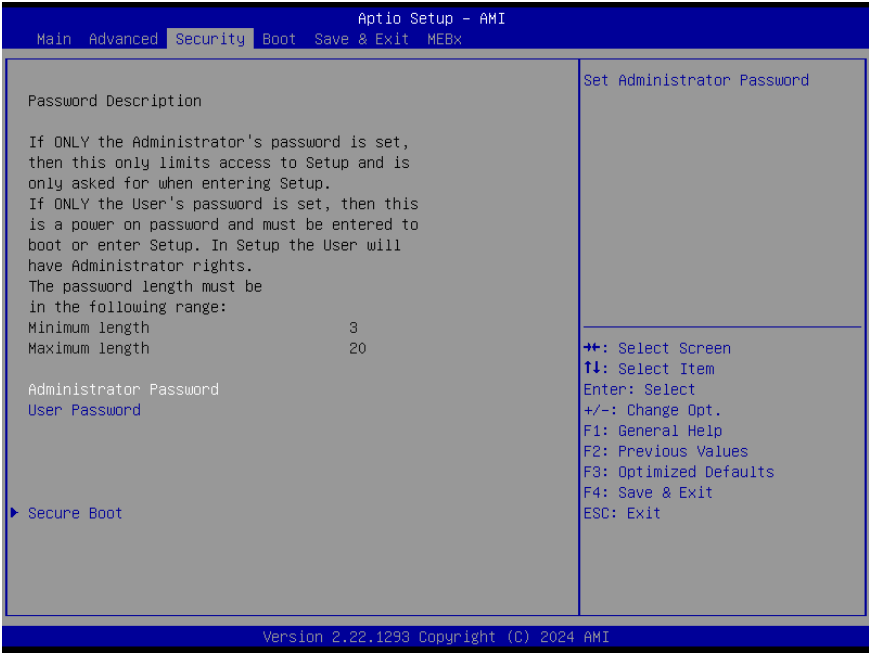 Aptio Setup – AMI
Main Advanced Security Boot Save & Exit MEBx
Password Description
If ONLY the Administrator's password is set,
then this only limits access to Setup and is
only asked for when entering Setup.
If ONLY the User's password is set, then this
is a power on password and must be entered to
boot or enter Setup. In Setup the User will
have Administrator rights.
The password length must be
in the following range:
Minimum length 3
Maximum length 20
Administrator Password
User Password
Secure Boot
Set Administrator Password
→←: Select Screen
↑↓: Select Item
Enter: Select
+/-: Change Opt.
F1: General Help
F2: Previous Values
F3: Optimized Defaults
F4: Save & Exit
ESC: Exit
Version 2.22.1293 Copyright (C) 2024 AMI